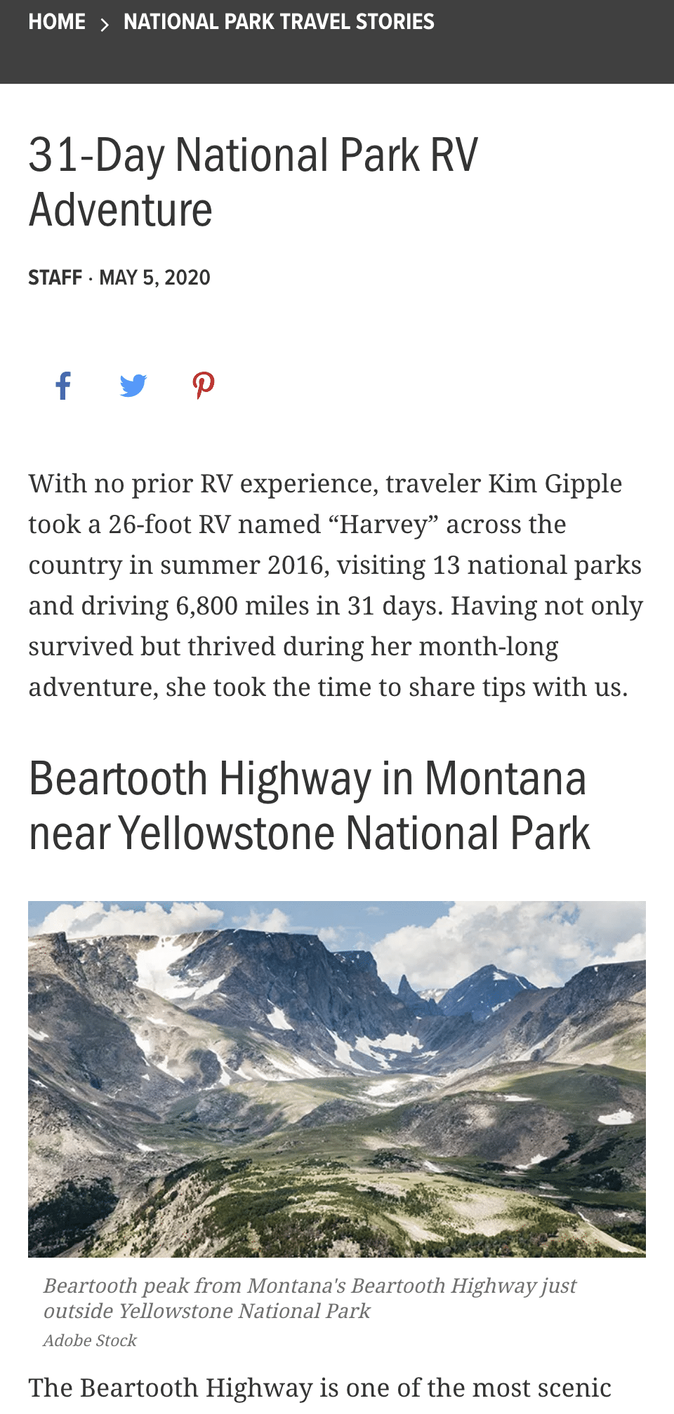 HOME > NATIONAL PARK TRAVEL STORIES
31-Day National Park RV
Adventure
STAFF · MAY 5, 2020
With no prior RV experience, traveler Kim Gipple
took a 26-foot RV named “Harvey” across the
country in summer 2016, visiting 13 national parks
and driving 6,800 miles in 31 days. Having not only
survived but thrived during her month-long
adventure, she took the time to share tips with us.
Beartooth Highway in Montana
near Yellowstone National Park
Beartooth peak from Montana's Beartooth Highway just
outside Yellowstone National Park
Adobe Stock
The Beartooth Highway is one of the most scenic